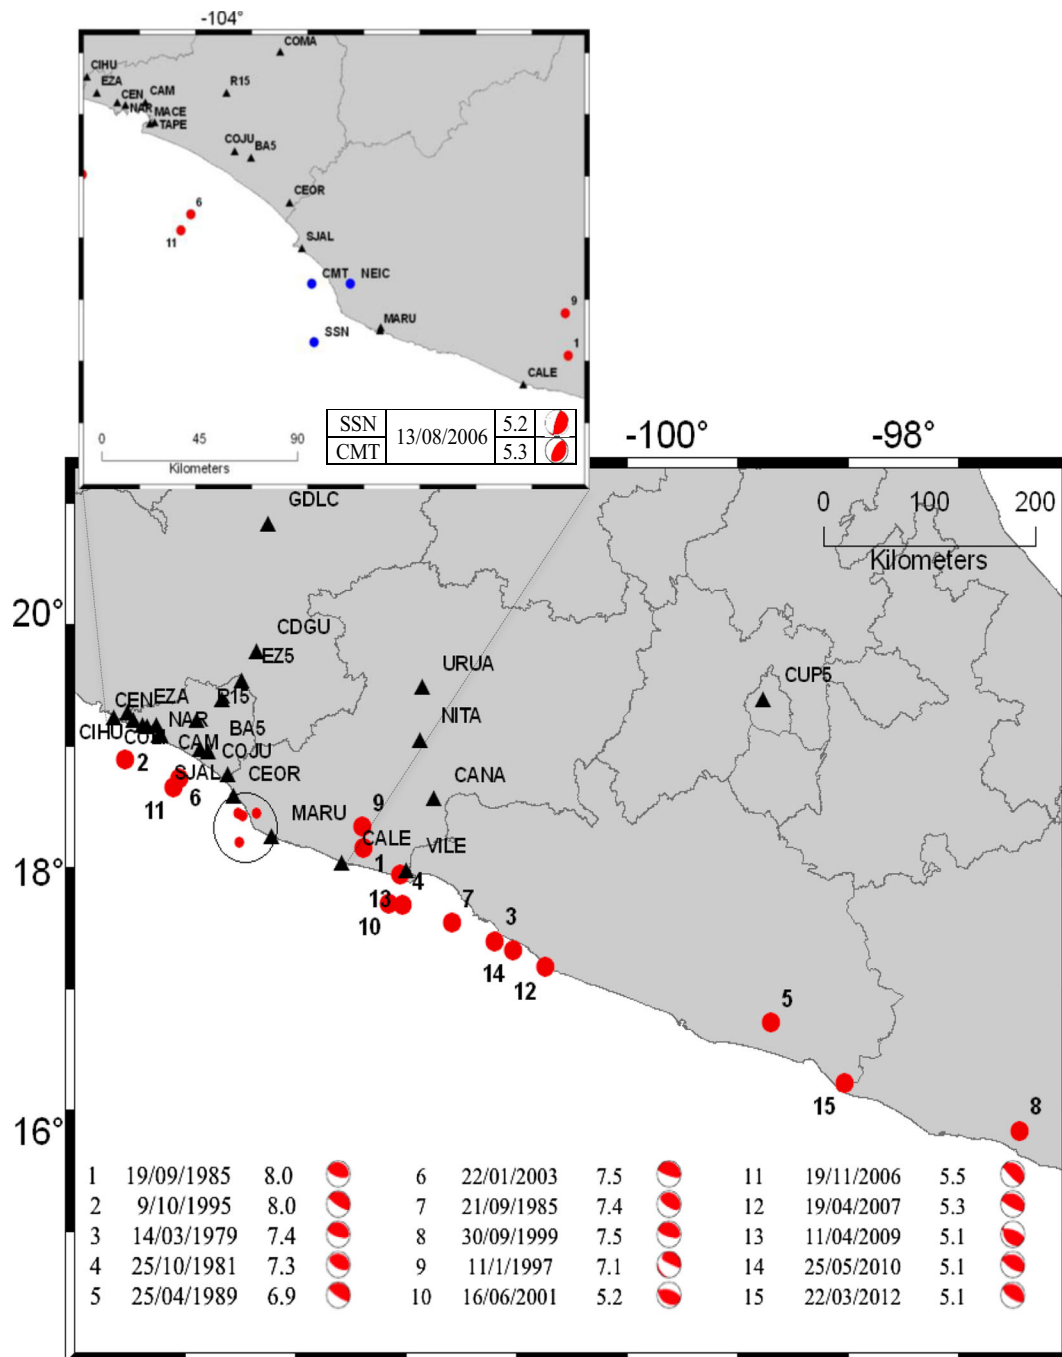 -104°
COMA
CIHU
EZA
R15
CEN
CAM
NAR
MACE
TAPE
COJU
BA5
CEOR
6
11
SJAL
CMT
NEIC
SSN
MARU
9
1
CALE
0 45 90
Kilometers
SSN 13/08/2006 5.2
CMT 5.3
-100° -98°
GDLC
0 100 200
Kilometers
20°
CDGU
EZ5
URUA
CUP5
CEN
EZA
R15
NAR
NITA
CIHU
BA5
CAM
COJU
2
SJAL
CEOR
CANA
11
6
MARU
9
CALE
VILE
18°
1
4
13
10
7
3
14
12
5
15
8
16°
1 19/09/1985 8.0 6 22/01/2003 7.5 11 19/11/2006 5.5
2 9/10/1995 8.0 7 21/09/1985 7.4 12 19/04/2007 5.3
3 14/03/1979 7.4 8 30/09/1999 7.5 13 11/04/2009 5.1
4 25/10/1981 7.3 9 11/1/1997 7.1 14 25/05/2010 5.1
5 25/04/1989 6.9 10 16/06/2001 5.2 15 22/03/2012 5.1